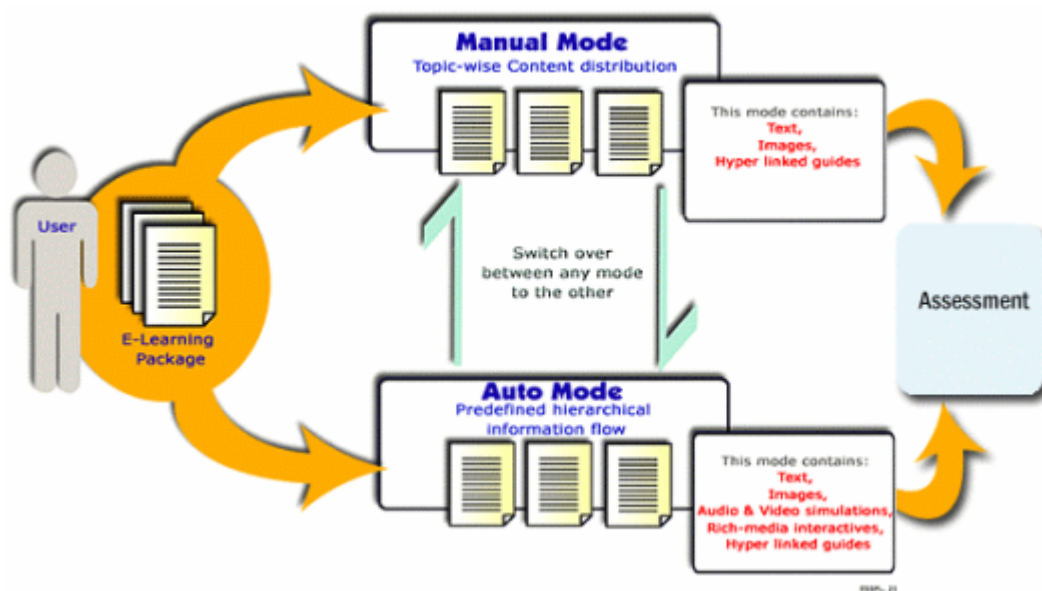 Manual Mode
Topic-wise Content distribution
This mode contains:
Text,
Images,
Hyper linked guides
User
E-Learning
Package
Switch over
between any mode
to the other
Assessment
Auto Mode
Predefined hierarchical
information flow
This mode contains:
Text,
Images,
Audio & Video simulations,
Rich-media interactives,
Hyper linked guides